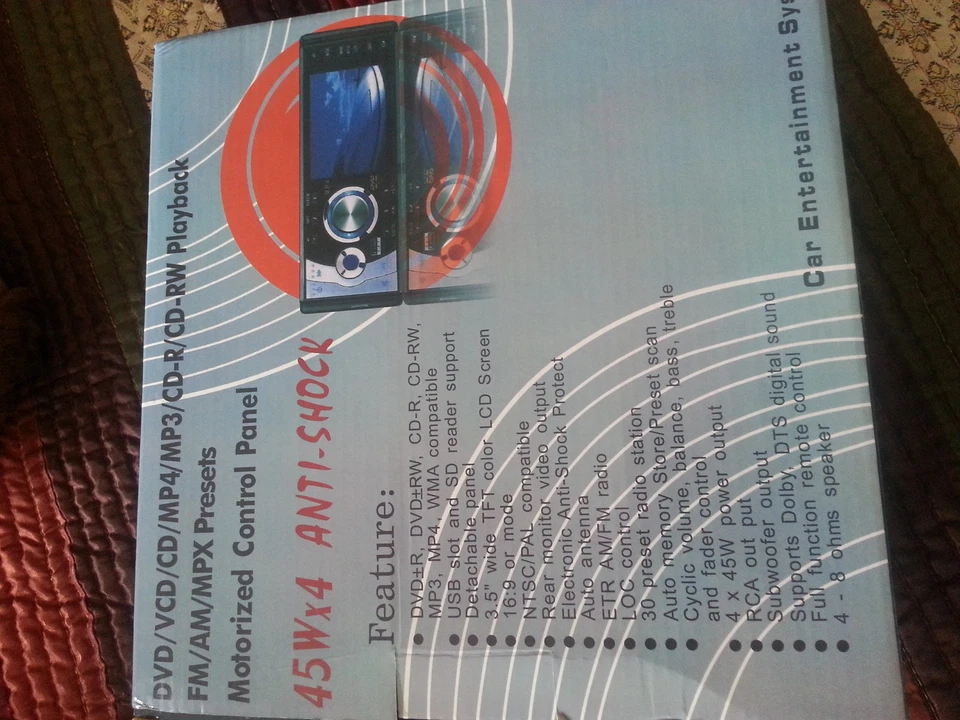 DVD/VCD/CD/MP4/MP3/CD-R/CD-RW Playback
FM/AM/MPX Presets
Motorized Control Panel
45Wx4 ANTI-SHOCK
Feature:
● DVD±R, DVD±RW, CD-R, CD-RW,
MP3, MP4, WMA compatible
● USB slot and SD reader support
● Detachable panel
● 3.5" wide TFT color LCD Screen
● 16:9 or mode
● NTSC/PAL compatible
● Rear monitor video output
● Electronic Anti-Shock Protect
● Auto antenna
● ETR AM/FM radio
● LOC control
● 30 preset radio station
● Auto memory Store/Preset scan
● Cyclic volume, balance, bass, treble
and fader control
● 4 x 45W power output
● RCA out put
● Subwoofer output
● Supports Dolby, DTS digital sound
● Full function remote control
● 4 - 8 ohms speaker
Car Entertainment Sys